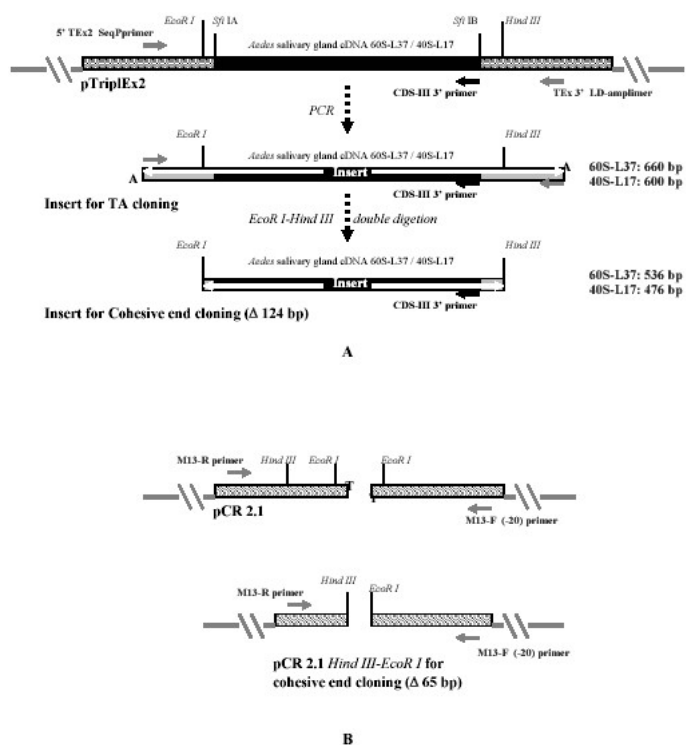 EcoR I
Sfi IA
Sfi IB
Hind III
5' TEx2 SeqPprimer
Aedes salivary gland cDNA 60S-L37 / 40S-L17
pTriplEx2
CDS-III 3' primer
TEx 3' LD-amplimer
PCR
EcoR I
Aedes salivary gland cDNA 60S-L37 / 40S-L17
Hind III
A
Insert
A
60S-L37: 660 bp
40S-L17: 600 bp
CDS-III 3' primer
Insert for TA cloning
EcoR I-Hind III double digetion
EcoR I
Aedes salivary gland cDNA 60S-L37 / 40S-L17
Hind III
Insert
60S-L37: 536 bp
40S-L17: 476 bp
CDS-III 3' primer
Insert for Cohesive end cloning (Δ 124 bp)
A
M13-R primer
Hind III
EcoR I
EcoR I
T
T
pCR 2.1
M13-F (-20) primer
Hind III
EcoR I
M13-R primer
M13-F (-20) primer
pCR 2.1 Hind III-EcoR I for
cohesive end cloning (Δ 65 bp)
B